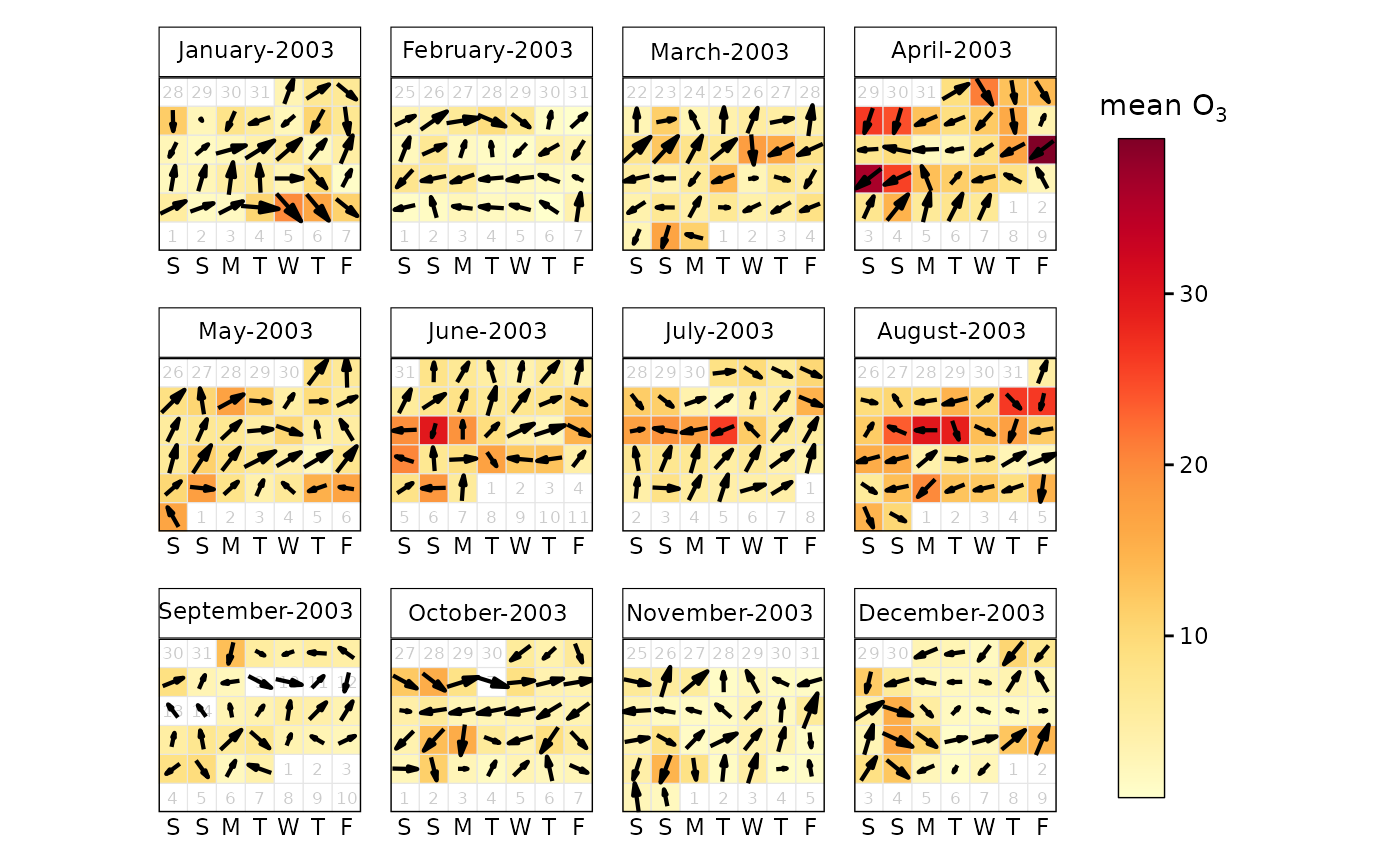 January-2003 February-2003 March-2003 April-2003
28 29 30 31 25 26 27 28 29 30 31 22 23 24 25 26 27 28 29 30 31
mean O3
1 2 3 4 5 6 7 1 2 3 4 5 6 7 1 2 3 4 1 2
3 4 5 6 7 8 9
S S M T W T F S S M T W T F S S M T W T F S S M T W T F
30
May-2003 June-2003 July-2003 August-2003
26 27 28 29 30 31 28 29 30 26 27 28 29 30 31
20
1 2 3 4 1
1 2 3 4 5 6 5 6 7 8 9 10 11 2 3 4 5 6 7 8 1 2 3 4 5
S S M T W T F S S M T W T F S S M T W T F S S M T W T F
September-2003 October-2003 November-2003 December-2003
10
30 31 27 28 29 30 25 26 27 28 29 30 31 29 30
1 2 3 1 2
4 5 6 7 8 9 10 1 2 3 4 5 6 7 1 2 3 4 5 3 4 5 6 7 8 9
S S M T W T F S S M T W T F S S M T W T F S S M T W T F